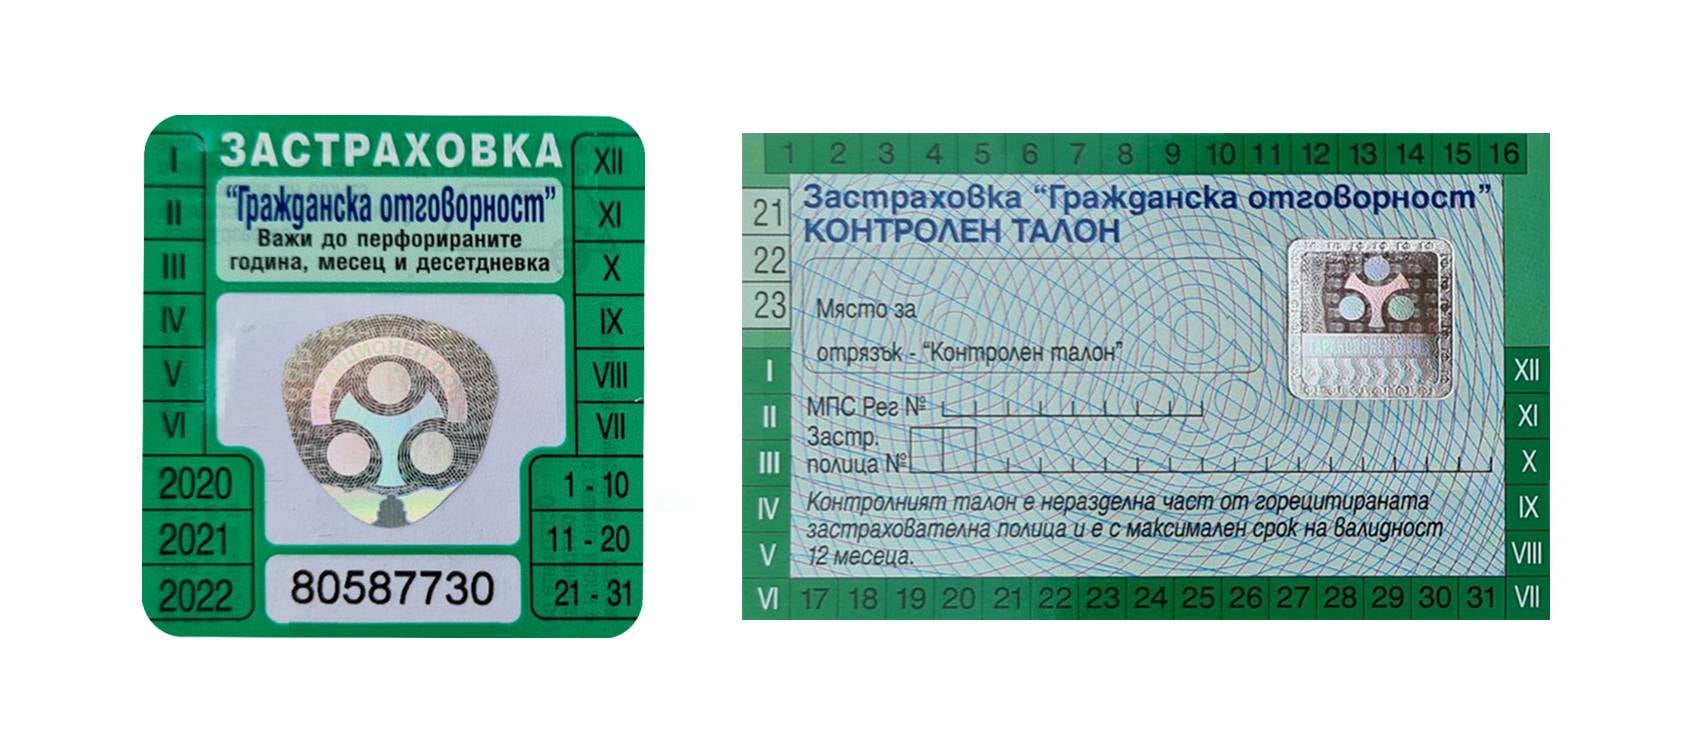 ЗАСТРАХОВКА
“Гражданска отговорност”
Важи до перфорираните
година, месец и десетдневка
I
II
III
IV
V
VI
XII
XI
X
IX
VIII
VII
2020
2021
2022
1 - 10
11 - 20
21 - 31
80587730
1 2 3 4 5 6 7 8 9 10 11 12 13 14 15 16
21
22
23
Застраховка “Гражданска отговорност”
КОНТРОЛЕН ТАЛОН
Място за
отрязък - “Контролен талон”
МПС Рег №
Застр.
полица №
Контролният талон е неразделна част от горецитираната
застрахователна полица и е с максимален срок на валидност
12 месеца.
I
II
III
IV
V
VI
XII
XI
X
IX
VIII
VII
17 18 19 20 21 22 23 24 25 26 27 28 29 30 31